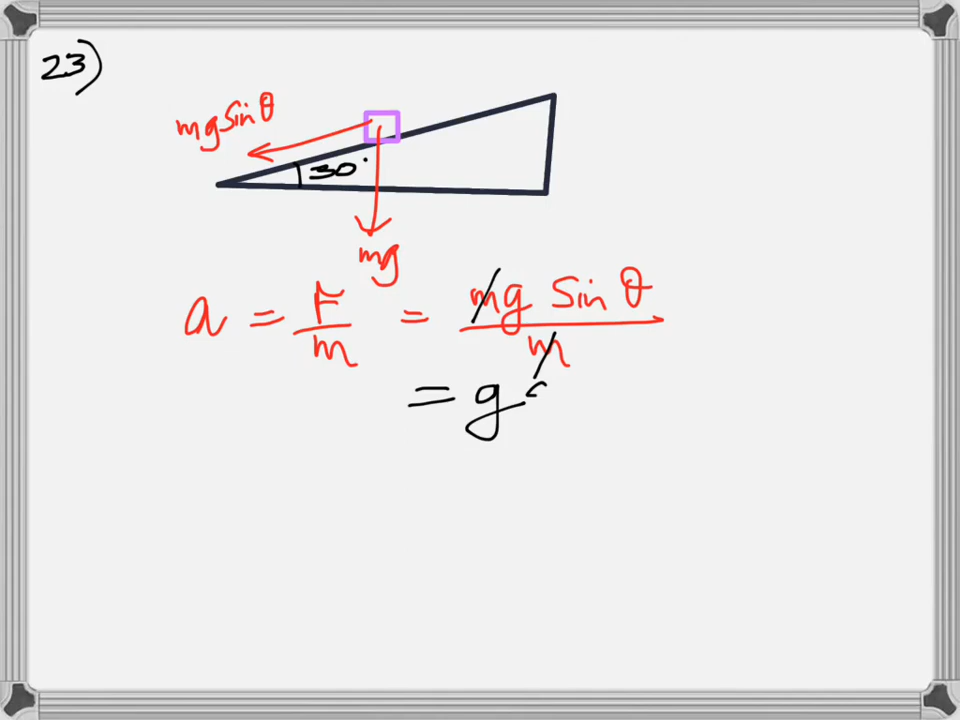 23)
mg Sin θ
30°
mg
a = F/m = mg Sin θ/m
= g